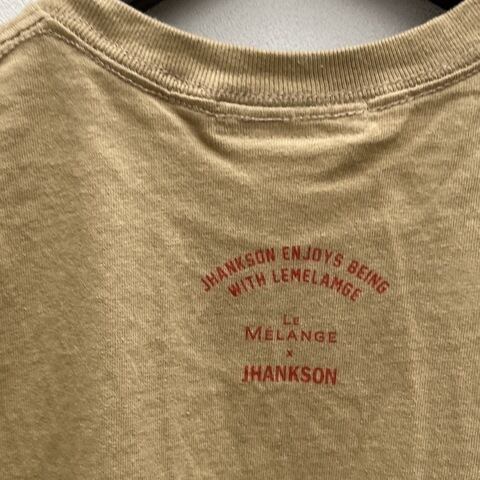 JHANKSON ENJOYS BEING
WITH LEMELAMGE
LE
MÉLANGE
x
JHANKSON